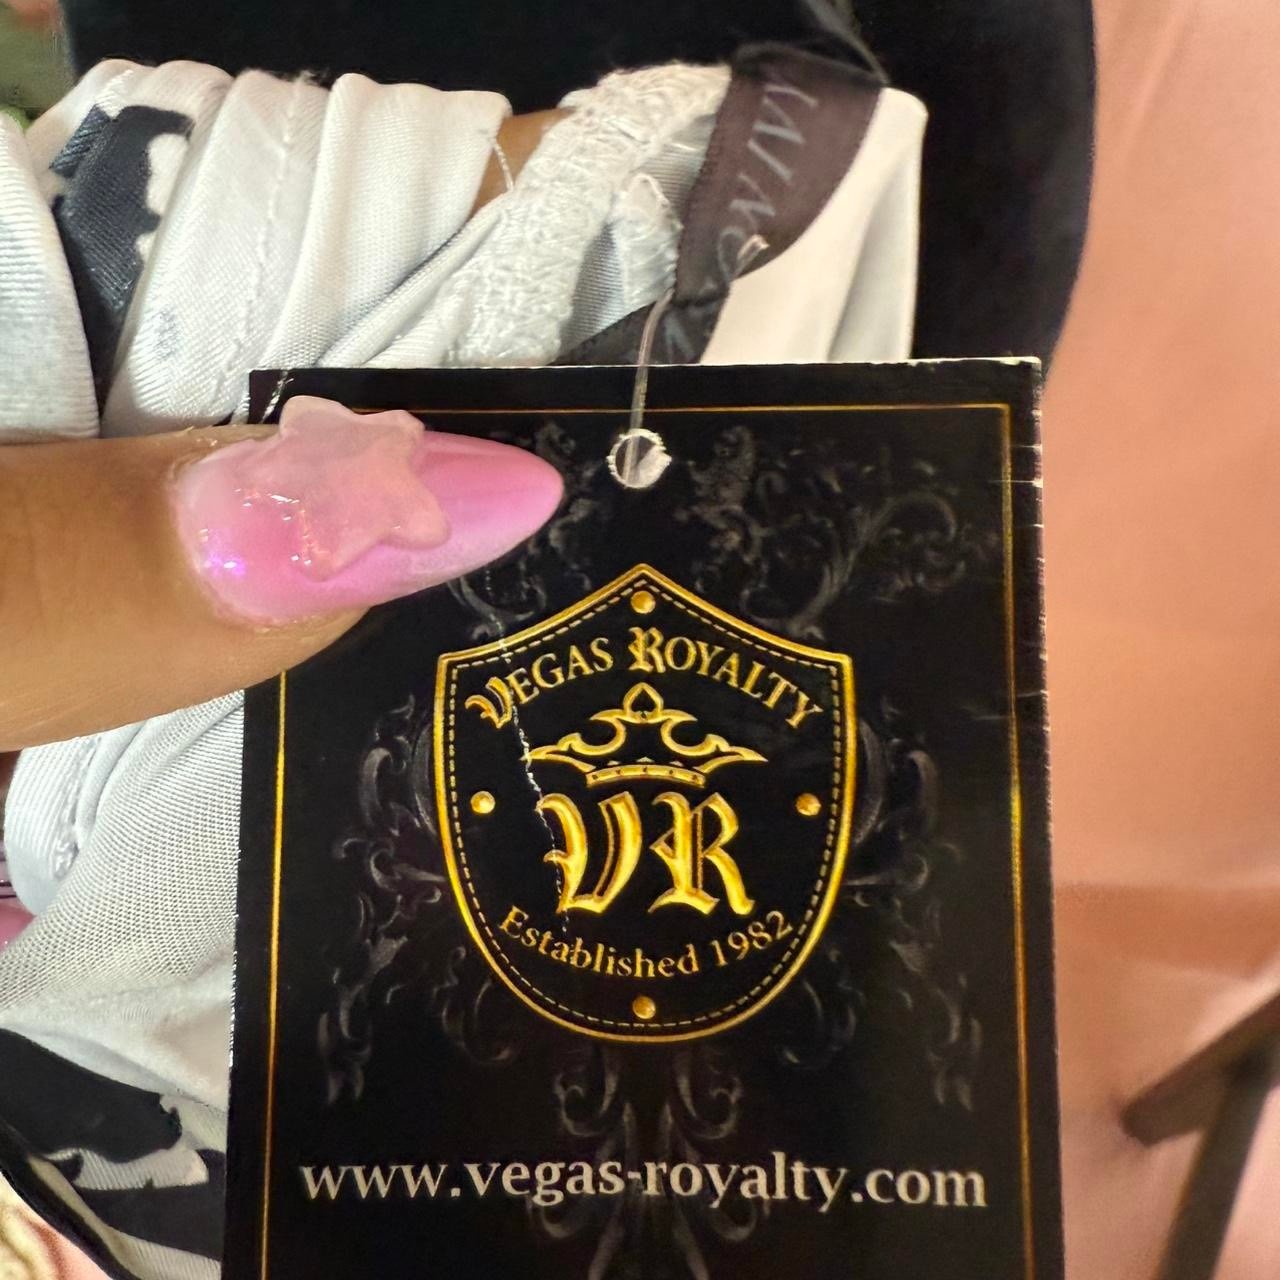 VEGAS ROYALTY
VR
Established 1982
www.vegas-royalty.com